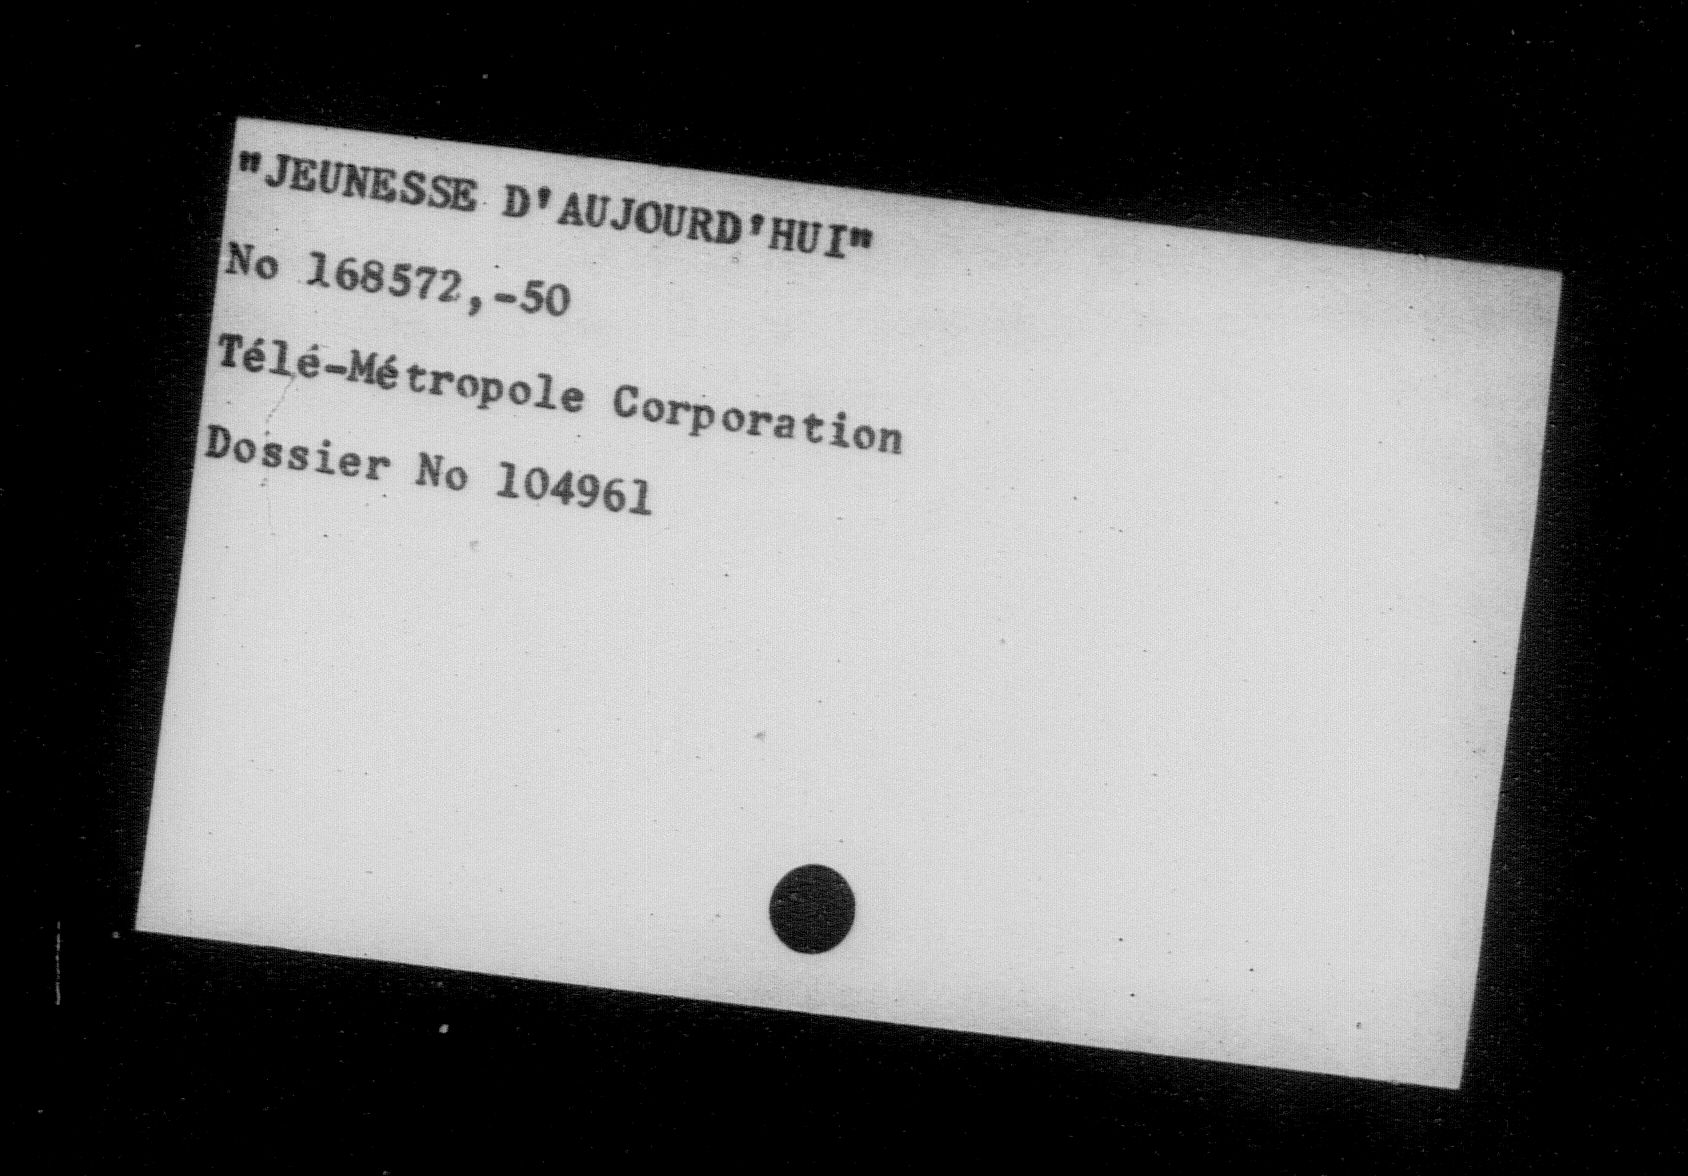 "JEUNESSE D'AUJOURD'HUI"
No 168572,-50
Télé-Métropole Corporation
Dossier No 104961